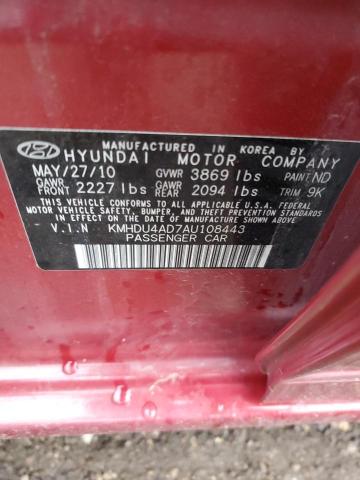 MANUFACTURED IN KOREA BY
HYUNDAI MOTOR COMPANY
MAY/27/10 GVWR 3869 lbs PAINT ND
GAWR FRONT 2227 lbs GAWR REAR 2094 lbs TRIM 9K
THIS VEHICLE CONFORMS TO ALL APPLICABLE U.S.A. FEDERAL
MOTOR VEHICLE SAFETY, BUMPER, AND THEFT PREVENTION
STANDARDS IN EFFECT ON THE DATE OF MANUFACTURE SHOWN ABOVE.
V.I.N KMHDU4AD7AU108443
PASSENGER CAR